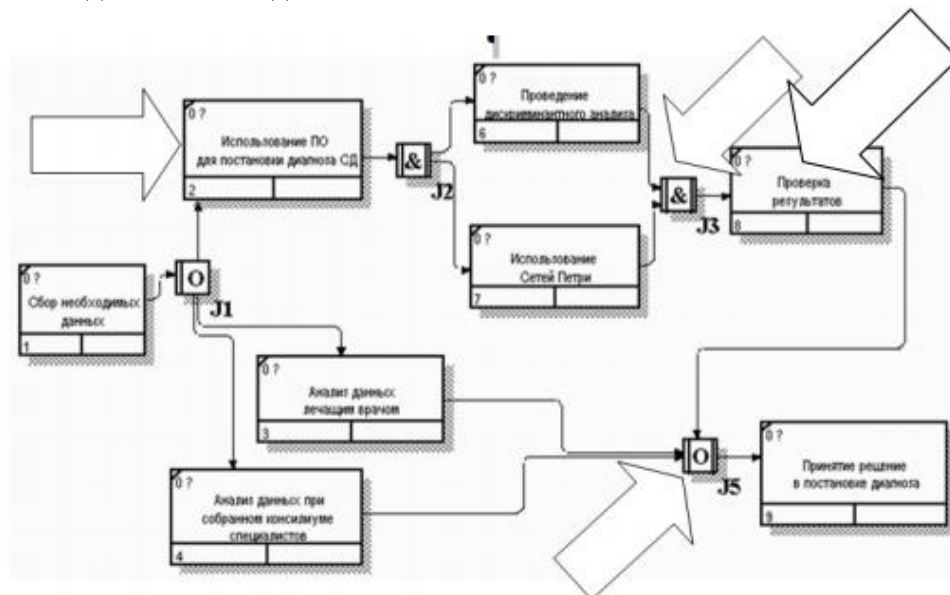 ¶
0 ?
Использование ПО
для постановки диагноза СД
2
&
J2
0 ?
Проведение
дискриминантного анализа
6
0 ?
Использование
Сетей Петри
7
&
J3
0 ?
Проверка
результатов
8
0 ?
Сбор необходимых
данных
1
O
J1
0 ?
Анализ данных
лечащим врачом
3
0 ?
Анализ данных при
собранном консилиуме
специалистов
4
O
J5
0 ?
Принятие решение
в постановке диагноза
9